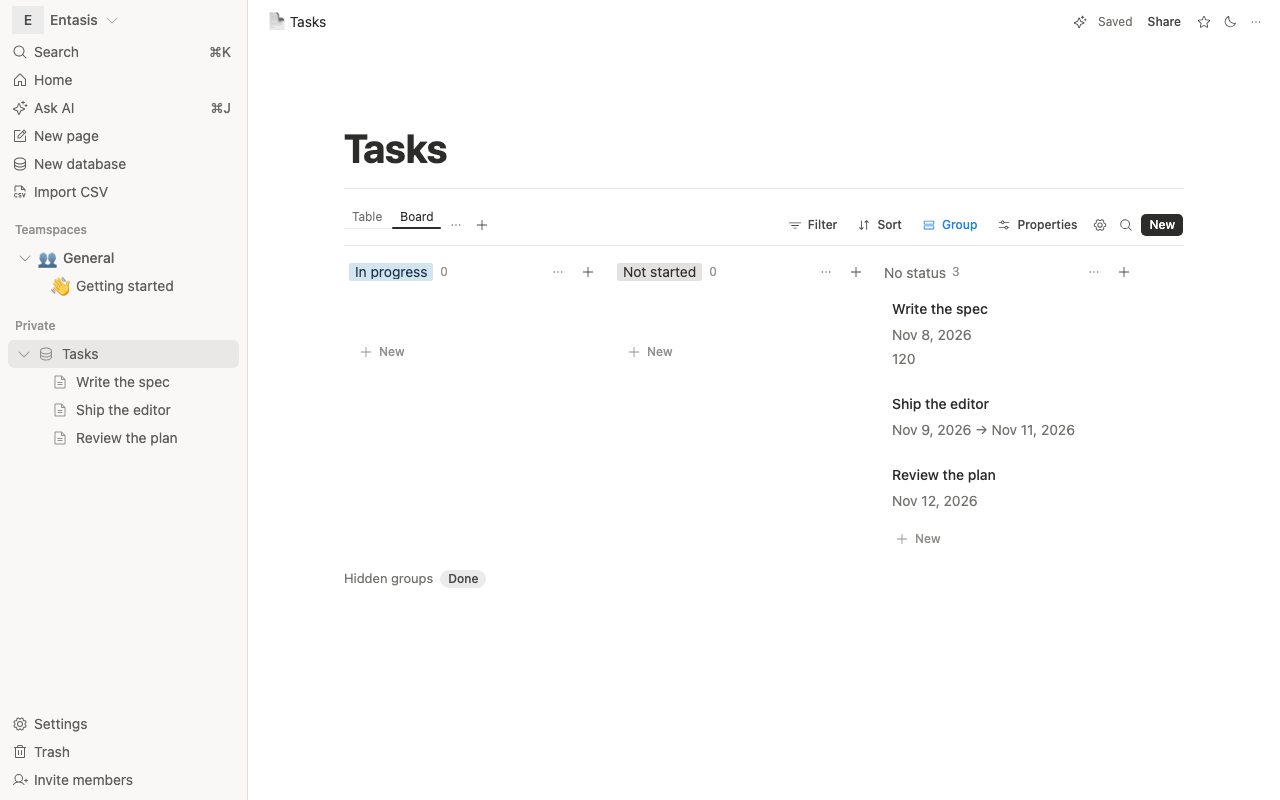 E Entasis
Search ⌘K
Home
Ask AI ⌘J
New page
New database
Import CSV
Teamspaces
General
Getting started
Private
Tasks
Write the spec
Ship the editor
Review the plan
Settings
Trash
Invite members
Tasks
Saved Share
Tasks
Table Board
Filter Sort Group Properties New
In progress 0
Not started 0
No status 3
Write the spec
Nov 8, 2026
120
Ship the editor
Nov 9, 2026 → Nov 11, 2026
Review the plan
Nov 12, 2026
New
New
New
Hidden groups Done